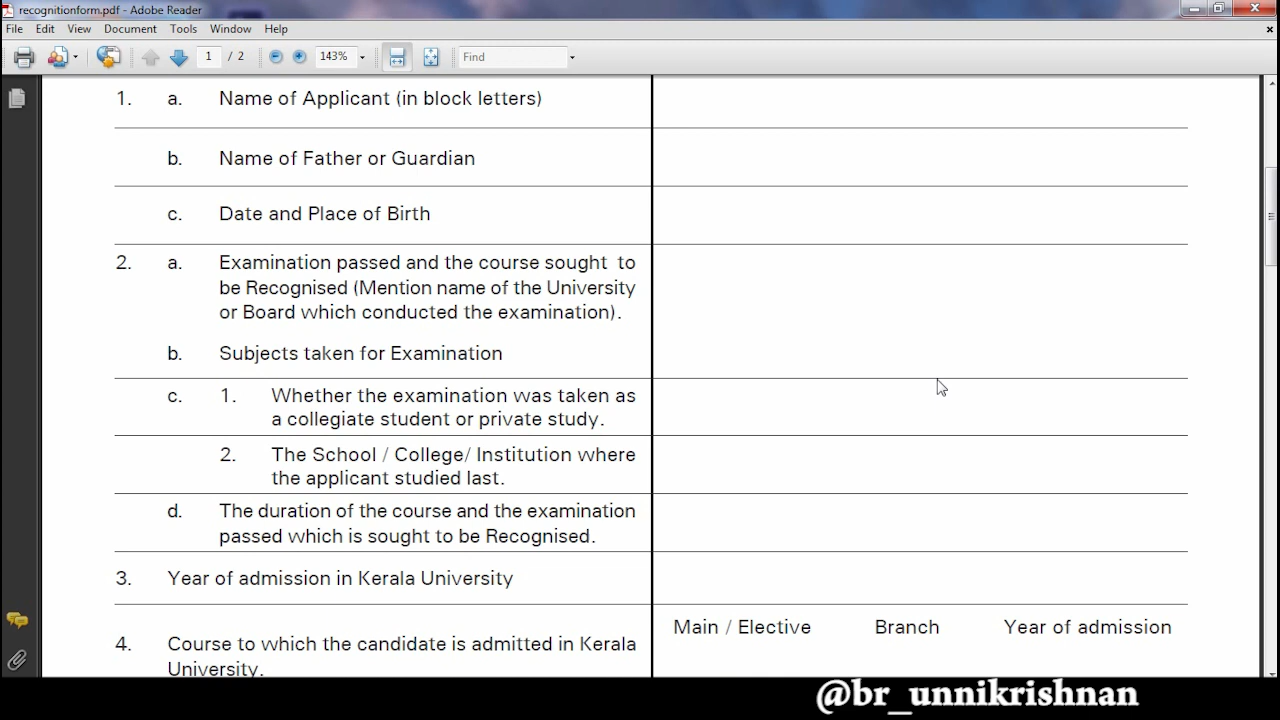 recognitionform.pdf - Adobe Reader
File Edit View Document Tools Window Help
1 / 2 143% Find
1. a. Name of Applicant (in block letters)
b. Name of Father or Guardian
c. Date and Place of Birth
2. a. Examination passed and the course sought to
be Recognised (Mention name of the University
or Board which conducted the examination).
b. Subjects taken for Examination
c. 1. Whether the examination was taken as
a collegiate student or private study.
2. The School / College/ Institution where
the applicant studied last.
d. The duration of the course and the examination
passed which is sought to be Recognised.
3. Year of admission in Kerala University
Main / Elective Branch Year of admission
4. Course to which the candidate is admitted in Kerala
University.
@br_unnikrishnan